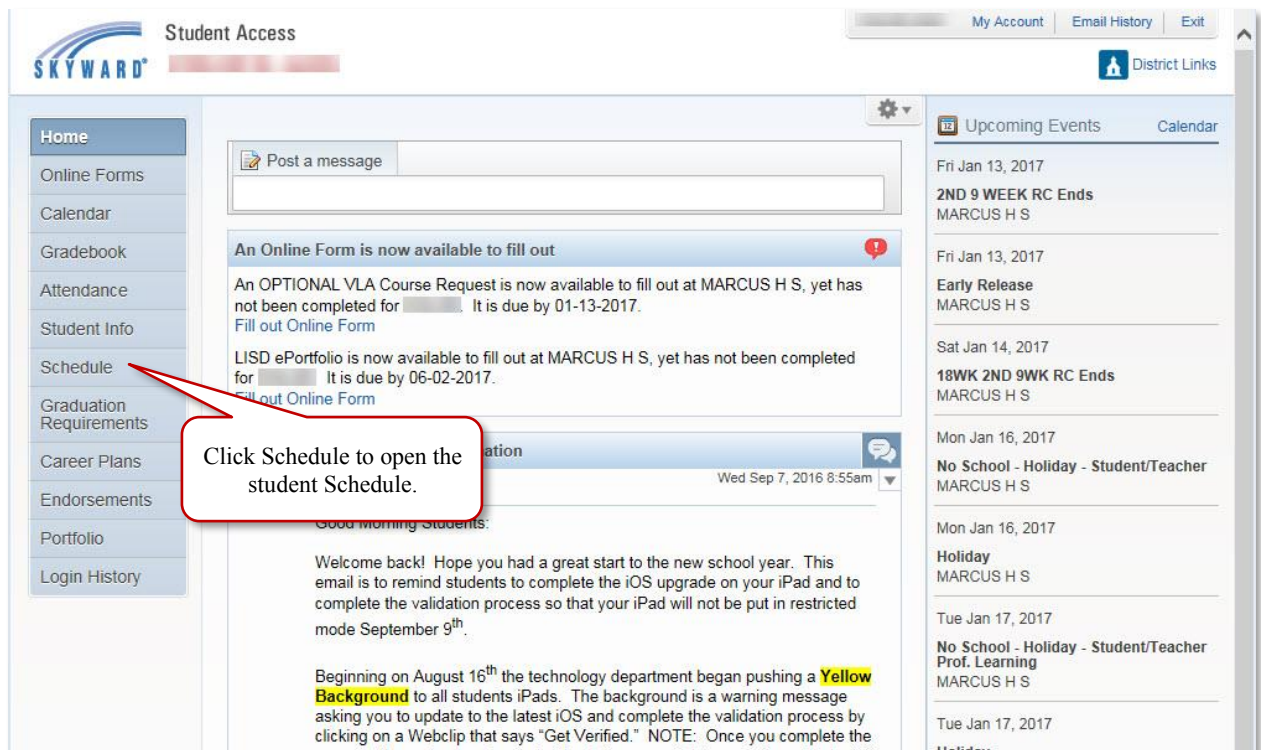 SKYWARD®
Student Access
My Account
Email History
Exit
District Links
Home
Online Forms
Calendar
Gradebook
Attendance
Student Info
Schedule
Graduation
Requirements
Career Plans
Endorsements
Portfolio
Login History
Post a message
An Online Form is now available to fill out
An OPTIONAL VLA Course Request is now available to fill out at MARCUS H S, yet has
not been completed for . It is due by 01-13-2017.
Fill out Online Form
LISD ePortfolio is now available to fill out at MARCUS H S, yet has not been completed
for It is due by 06-02-2017.
Fill out Online Form
Click Schedule to open the
student Schedule.
ation
Wed Sep 7, 2016 8:55am
Good Morning Students:
Welcome back! Hope you had a great start to the new school year. This
email is to remind students to complete the iOS upgrade on your iPad and to
complete the validation process so that your iPad will not be put in restricted
mode September 9th.
Beginning on August 16th the technology department began pushing a Yellow
Background to all students iPads. The background is a warning message
asking you to update to the latest iOS and complete the validation process by
clicking on a Webclip that says “Get Verified.” NOTE: Once you complete the
12
Upcoming Events
Calendar
Fri Jan 13, 2017
2ND 9 WEEK RC Ends
MARCUS H S
Fri Jan 13, 2017
Early Release
MARCUS H S
Sat Jan 14, 2017
18WK 2ND 9WK RC Ends
MARCUS H S
Mon Jan 16, 2017
No School - Holiday - Student/Teacher
MARCUS H S
Mon Jan 16, 2017
Holiday
MARCUS H S
Tue Jan 17, 2017
No School - Holiday - Student/Teacher
Prof. Learning
MARCUS H S
Tue Jan 17, 2017